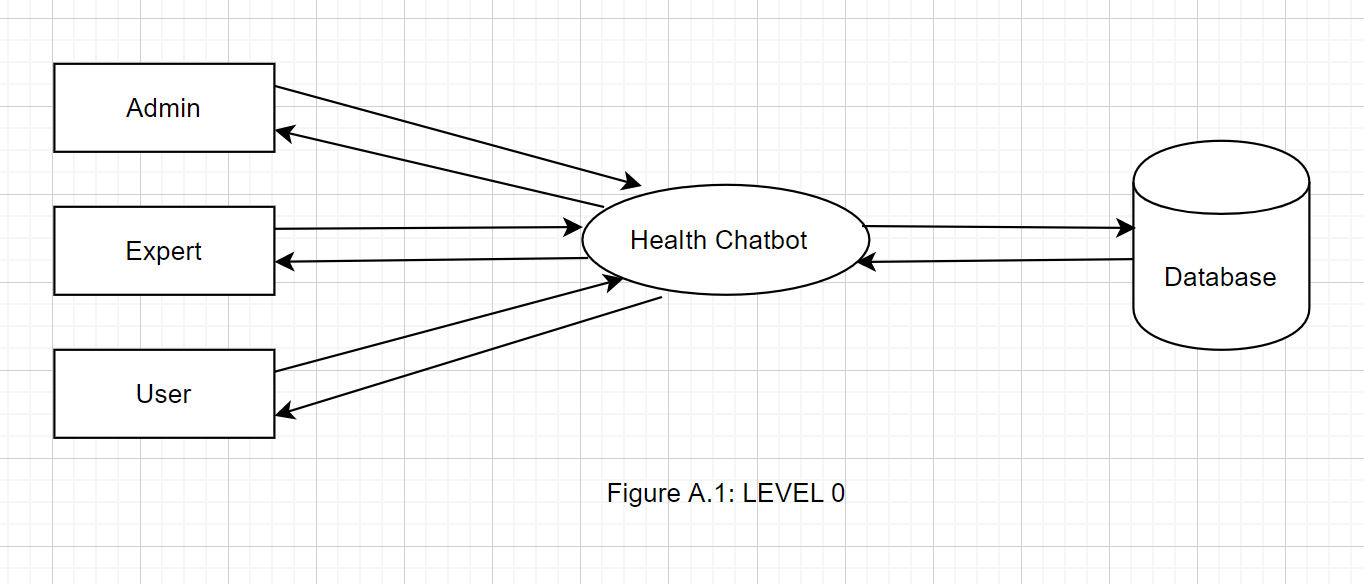 Admin
Expert
User
Health Chatbot
Database
Figure A.1: LEVEL 0